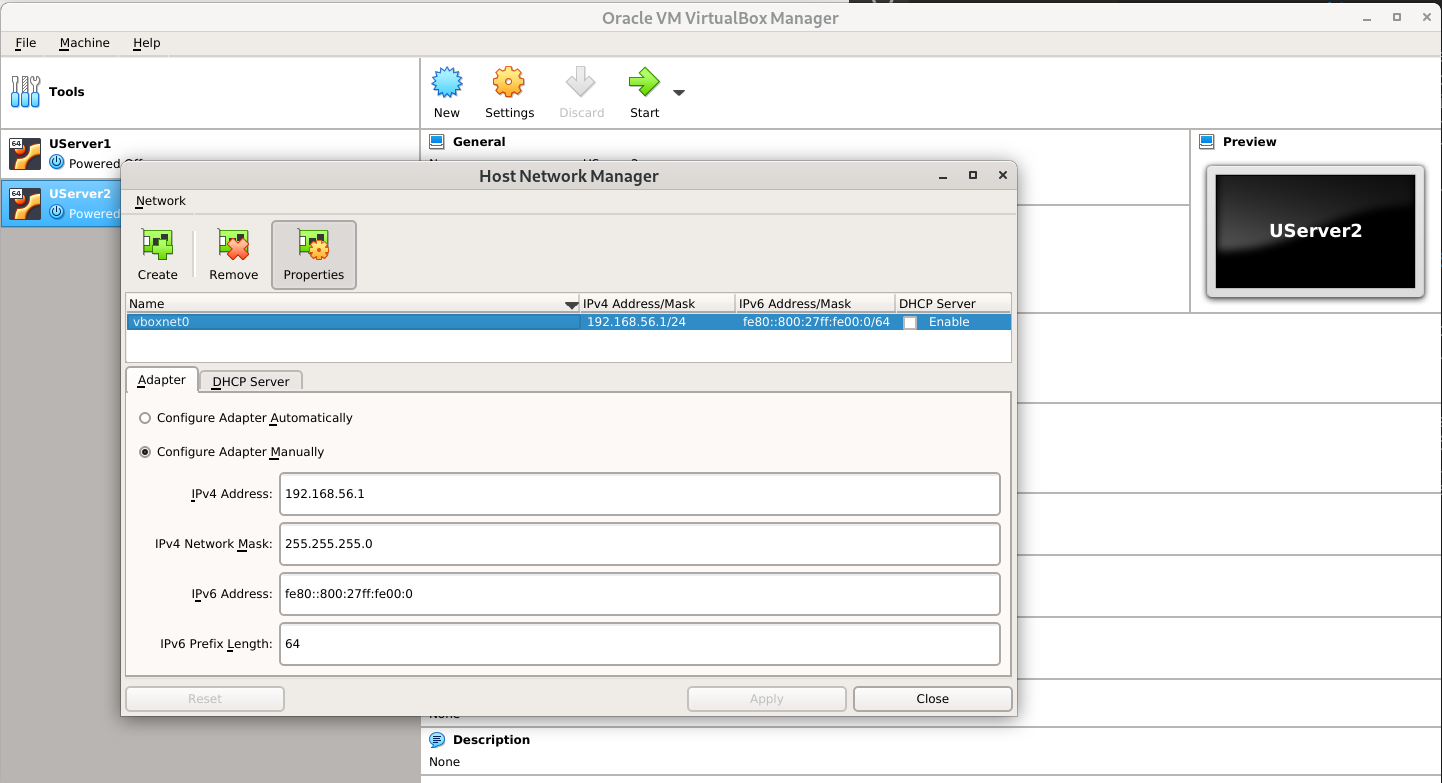 Oracle VM VirtualBox Manager
File Machine Help
Tools
New Settings Discard Start
64 UServer1
Powered Off
64 UServer2
Powered
General
Preview
UServer2
Host Network Manager
Network
Create Remove Properties
Name IPv4 Address/Mask IPv6 Address/Mask DHCP Server
vboxnet0 192.168.56.1/24 fe80::800:27ff:fe00:0/64 Enable
Adapter DHCP Server
Configure Adapter Automatically
Configure Adapter Manually
IPv4 Address: 192.168.56.1
IPv4 Network Mask: 255.255.255.0
IPv6 Address: fe80::800:27ff:fe00:0
IPv6 Prefix Length: 64
Reset Apply Close
None
Description
None